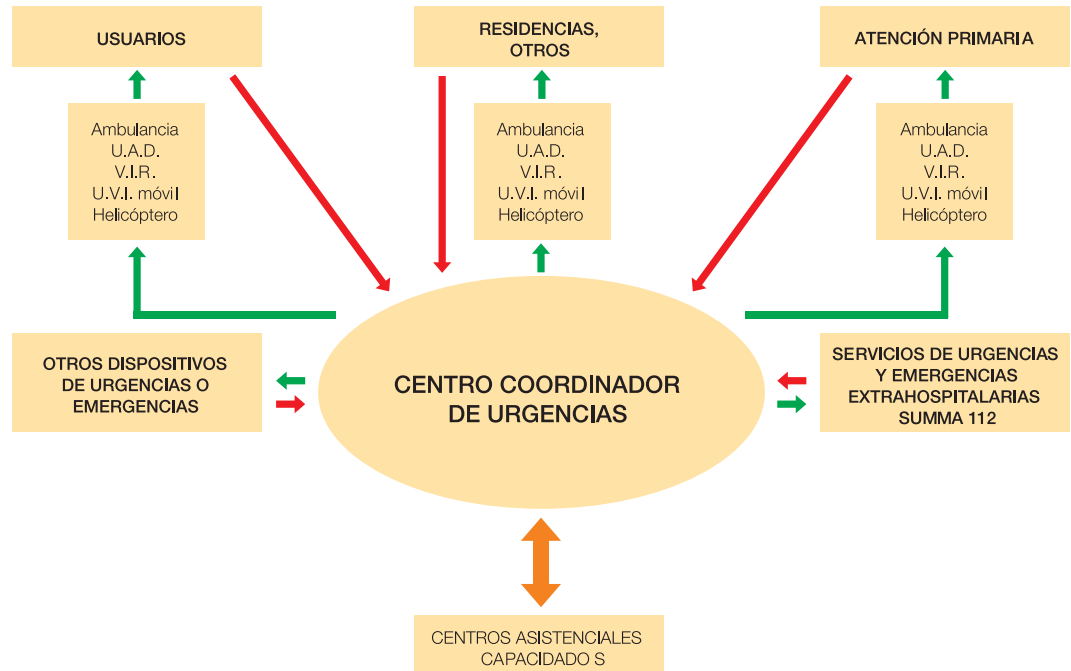 USUARIOS
RESIDENCIAS,
OTROS
ATENCIÓN PRIMARIA
Ambulancia
U.A.D.
V.I.R.
U.V.I. móvil
Helicóptero
Ambulancia
U.A.D.
V.I.R.
U.V.I. móvil
Helicóptero
Ambulancia
U.A.D.
V.I.R.
U.V.I. móvil
Helicóptero
OTROS DISPOSITIVOS
DE URGENCIAS O
EMERGENCIAS
CENTRO COORDINADOR
DE URGENCIAS
SERVICIOS DE URGENCIAS
Y EMERGENCIAS
EXTRAHOSPITALARIAS
SUMMA 112
CENTROS ASISTENCIALES
CAPACIDADO S